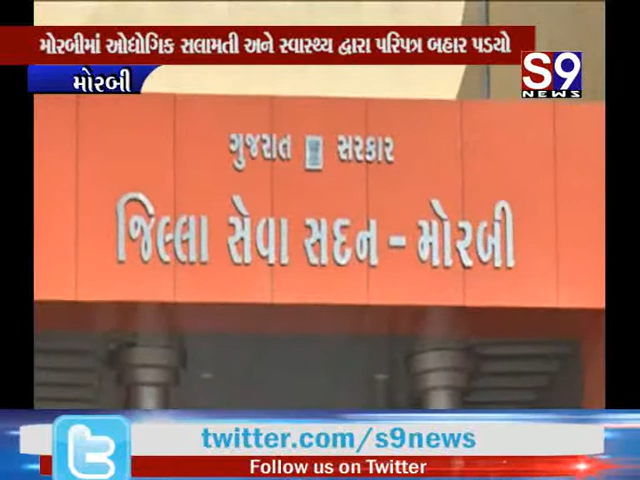 મોરબીમાં ઓધોગિક સલામતી અને સ્વાસ્થ્ય દ્વારા પરિપત્ર બહાર પડયો
મોરબી
S9
NEWS
ગુજરાત સરકાર
જિલ્લા સેવા સદન - મોરબી
twitter.com/s9news
Follow us on Twitter